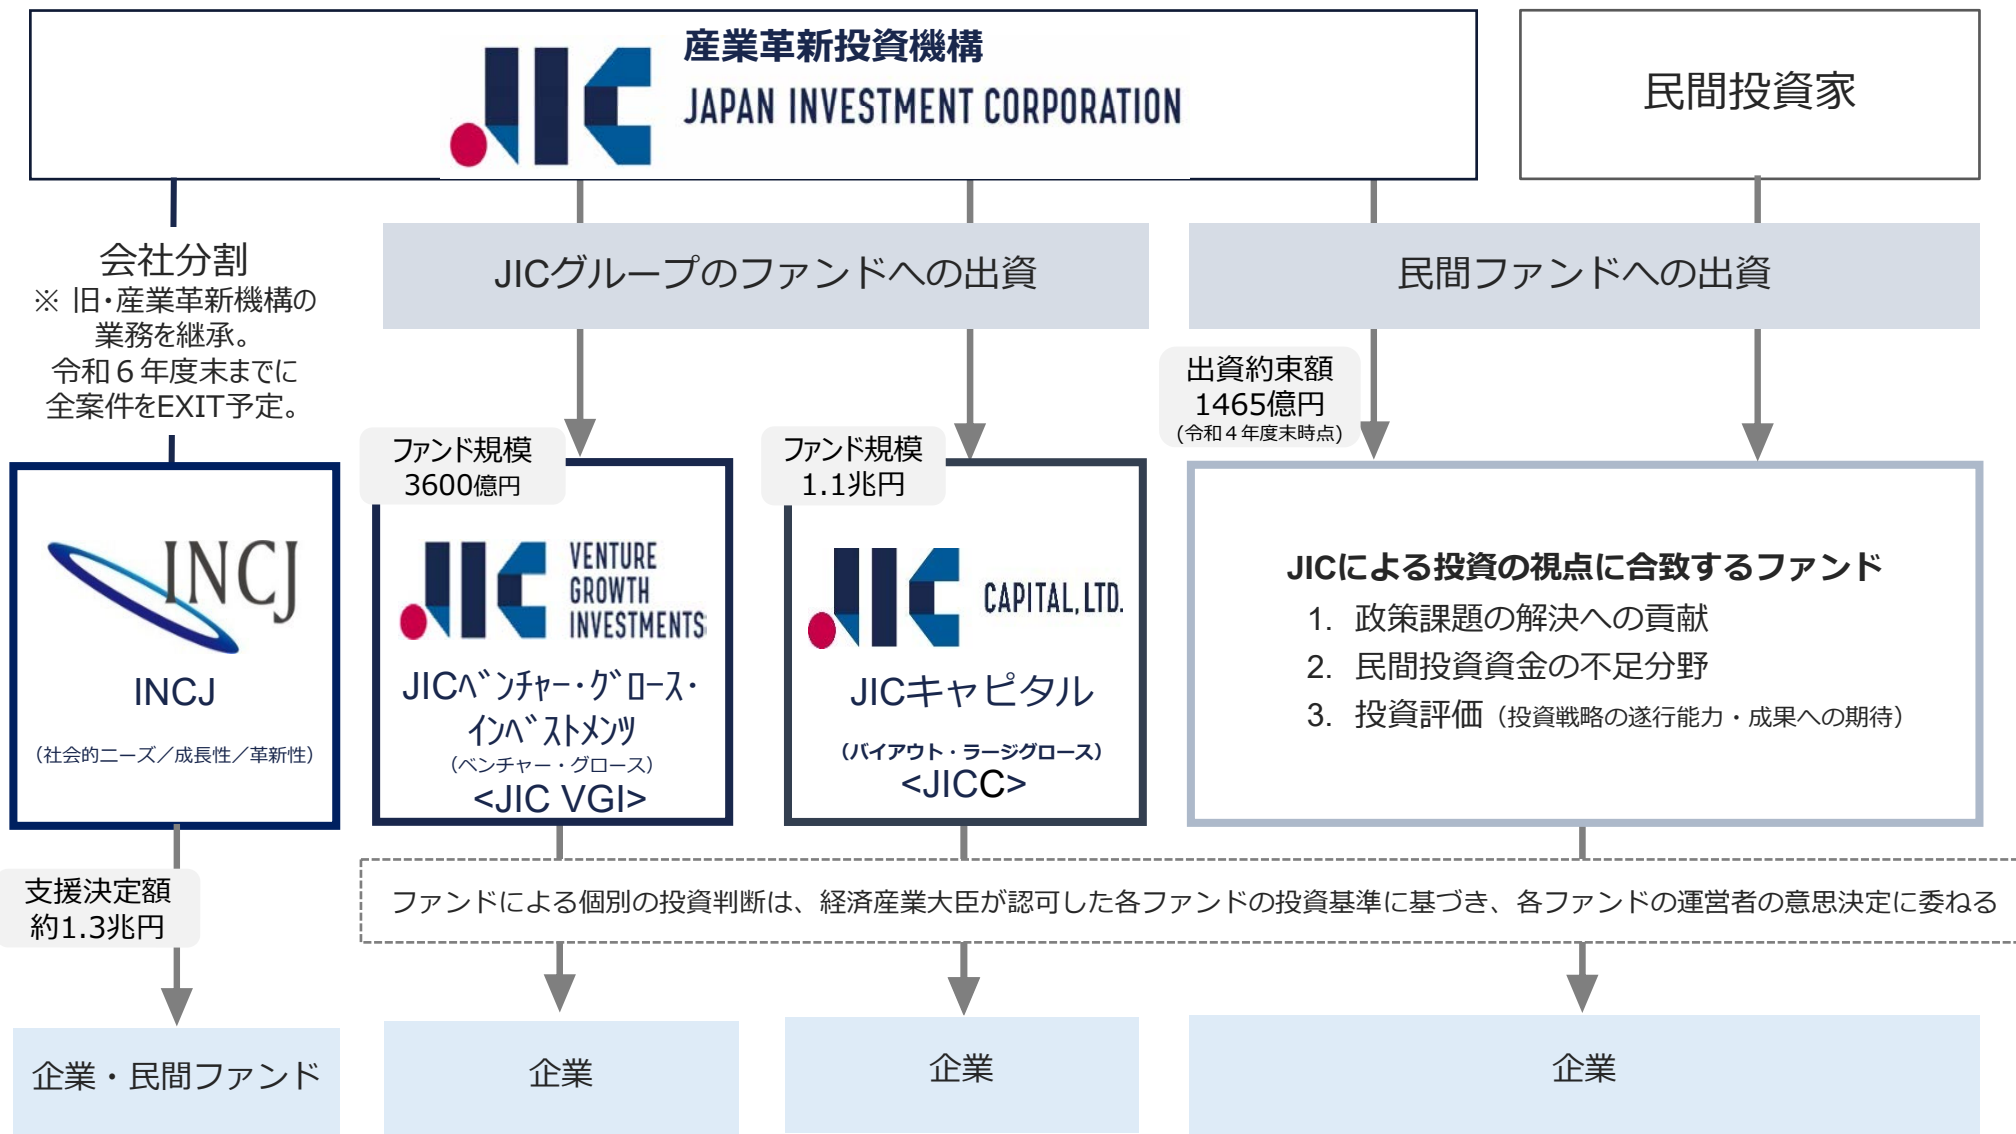 産業革新投資機構
JIC JAPAN INVESTMENT CORPORATION
民間投資家
会社分割
※ 旧・産業革新機構の
業務を継承。
令和６年度末までに
全案件をEXIT予定。
JICグループのファンドへの出資
民間ファンドへの出資
出資約束額
1465億円
(令和４年度末時点)
ファンド規模
3600億円
ファンド規模
1.1兆円
INCJ
INCJ
（社会的ニーズ／成長性／革新性）
JIC VENTURE
GROWTH
INVESTMENTS
JICﾍﾞﾝﾁｬｰ・ｸﾞﾛｰｽ・
ｲﾝﾍﾞｽﾄﾒﾝﾂ
（ベンチャー・グロース）
<JIC VGI>
JIC CAPITAL, LTD.
JICキャピタル
（バイアウト・ラージグロース）
<JICC>
JICによる投資の視点に合致するファンド
1. 政策課題の解決への貢献
2. 民間投資資金の不足分野
3. 投資評価（投資戦略の遂行能力・成果への期待）
支援決定額
約1.3兆円
ファンドによる個別の投資判断は、経済産業大臣が認可した各ファンドの投資基準に基づき、各ファンドの運営者の意思決定に委ねる
企業・民間ファンド
企業
企業
企業